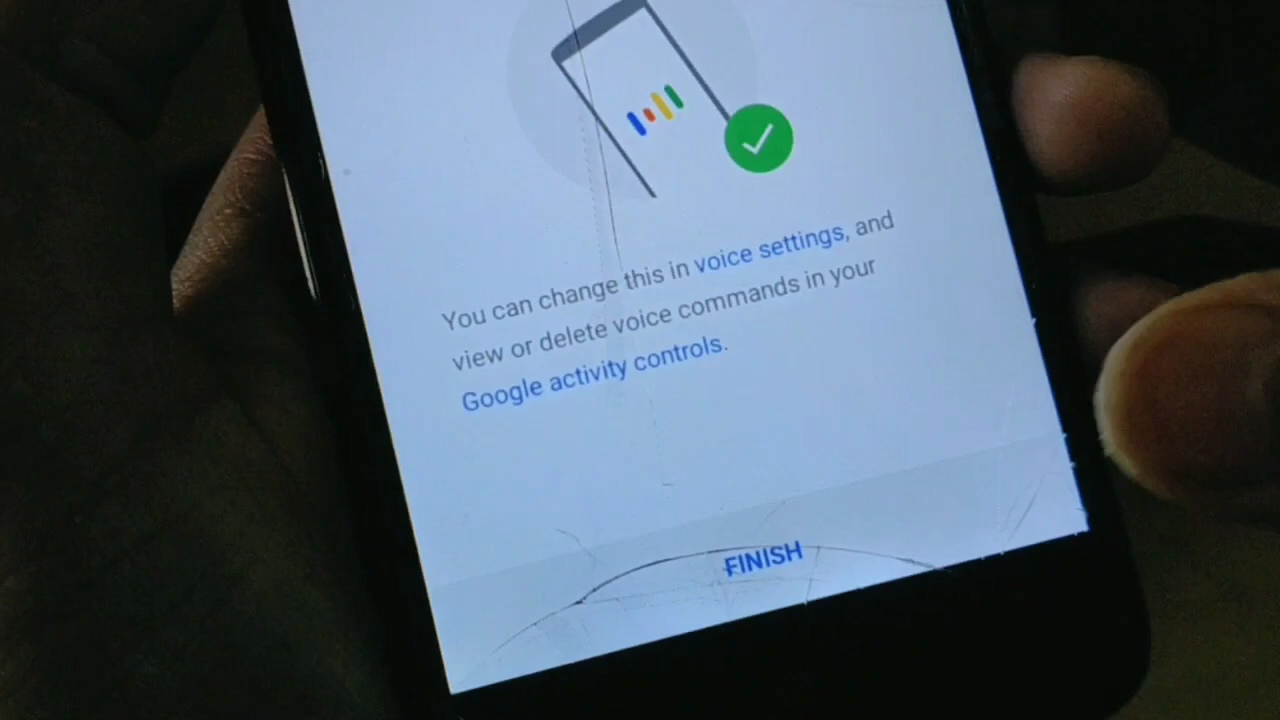 You can change this in voice settings, and
view or delete voice commands in your
Google activity controls.
FINISH